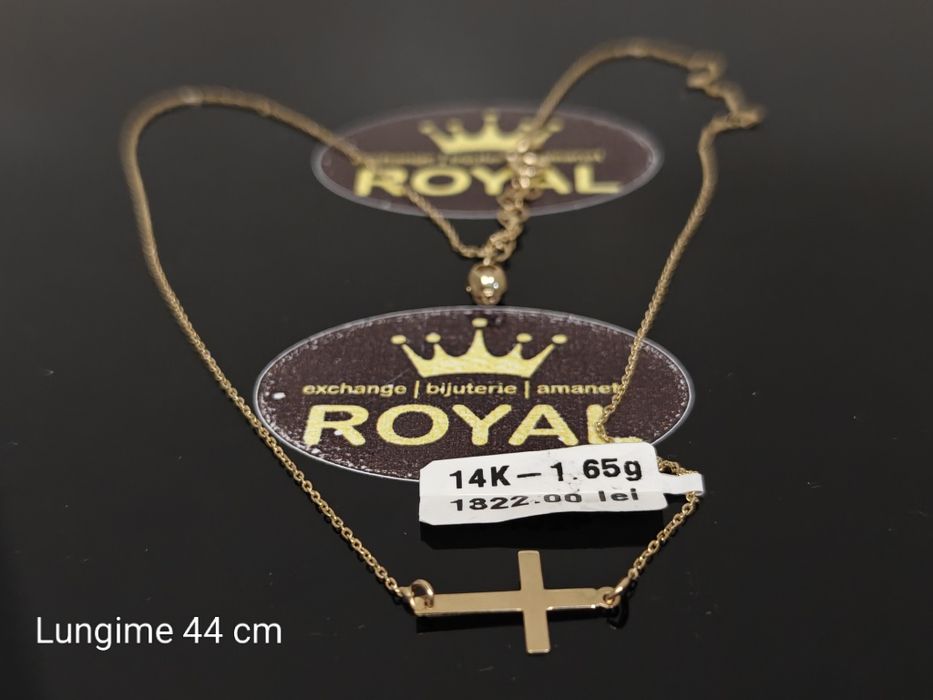 ROYAL
exchange | bijuterie | amanet
ROYAL
14K-1.65g
1822.00 lei
Lungime 44 cm